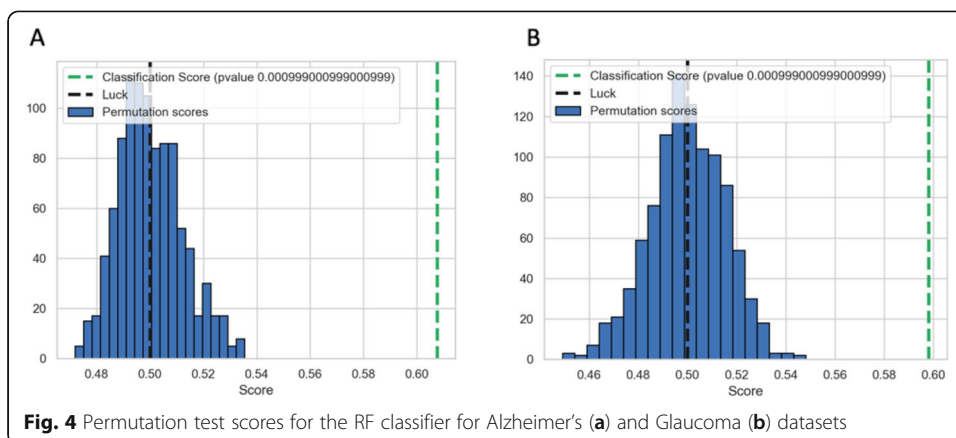 A
Classification Score (pvalue 0.000999000999000999)
Luck
Permutation scores
100
80
60
40
20
0
0.48 0.50 0.52 0.54 0.56 0.58 0.60
Score
B
Classification Score (pvalue 0.000999000999000999)
Luck
Permutation scores
140
120
100
80
60
40
20
0
0.46 0.48 0.50 0.52 0.54 0.56 0.58 0.60
Score
Fig. 4 Permutation test scores for the RF classifier for Alzheimer's (a) and Glaucoma (b) datasets